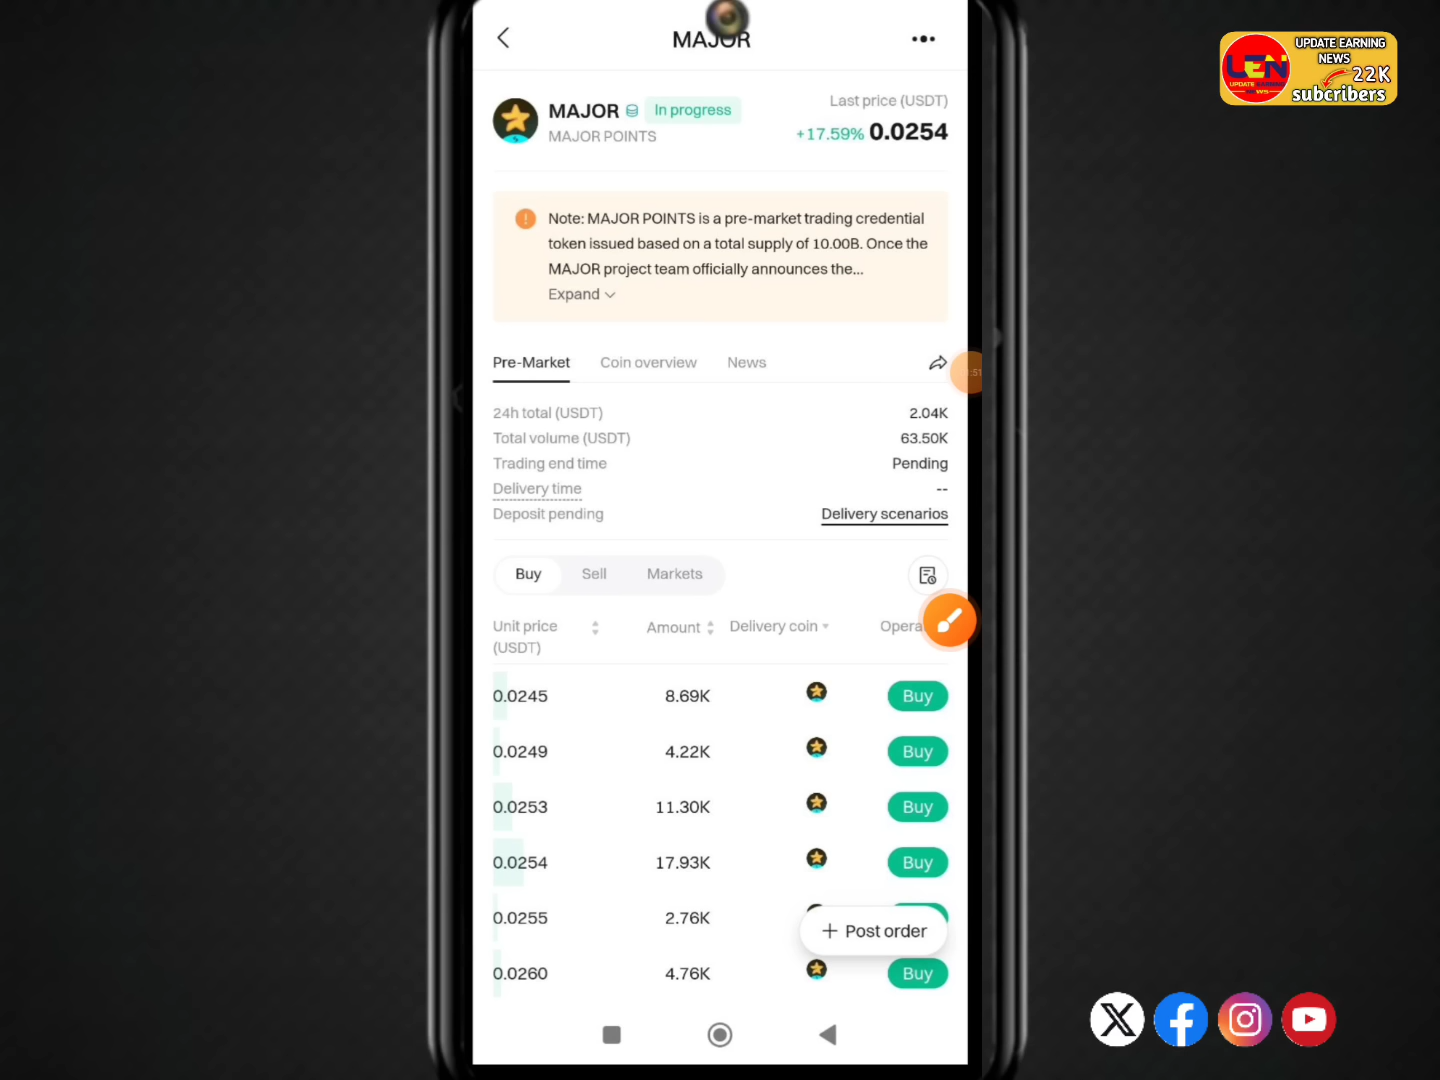 MAJOR
MAJOR In progress
MAJOR POINTS
Last price (USDT)
+17.59% 0.0254
Note: MAJOR POINTS is a pre-market trading credential
token issued based on a total supply of 10.00B. Once the
MAJOR project team officially announces the...
Expand
Pre-Market Coin overview News
24h total (USDT) 2.04K
Total volume (USDT) 63.50K
Trading end time Pending
Delivery time --
Deposit pending Delivery scenarios
Buy Sell Markets
Unit price (USDT) Amount Delivery coin Opera
0.0245 8.69K Buy
0.0249 4.22K Buy
0.0253 11.30K Buy
0.0254 17.93K Buy
0.0255 2.76K
+ Post order
0.0260 4.76K Buy
UEN
UPDATE EARNING
NEWS
22K
subcribers